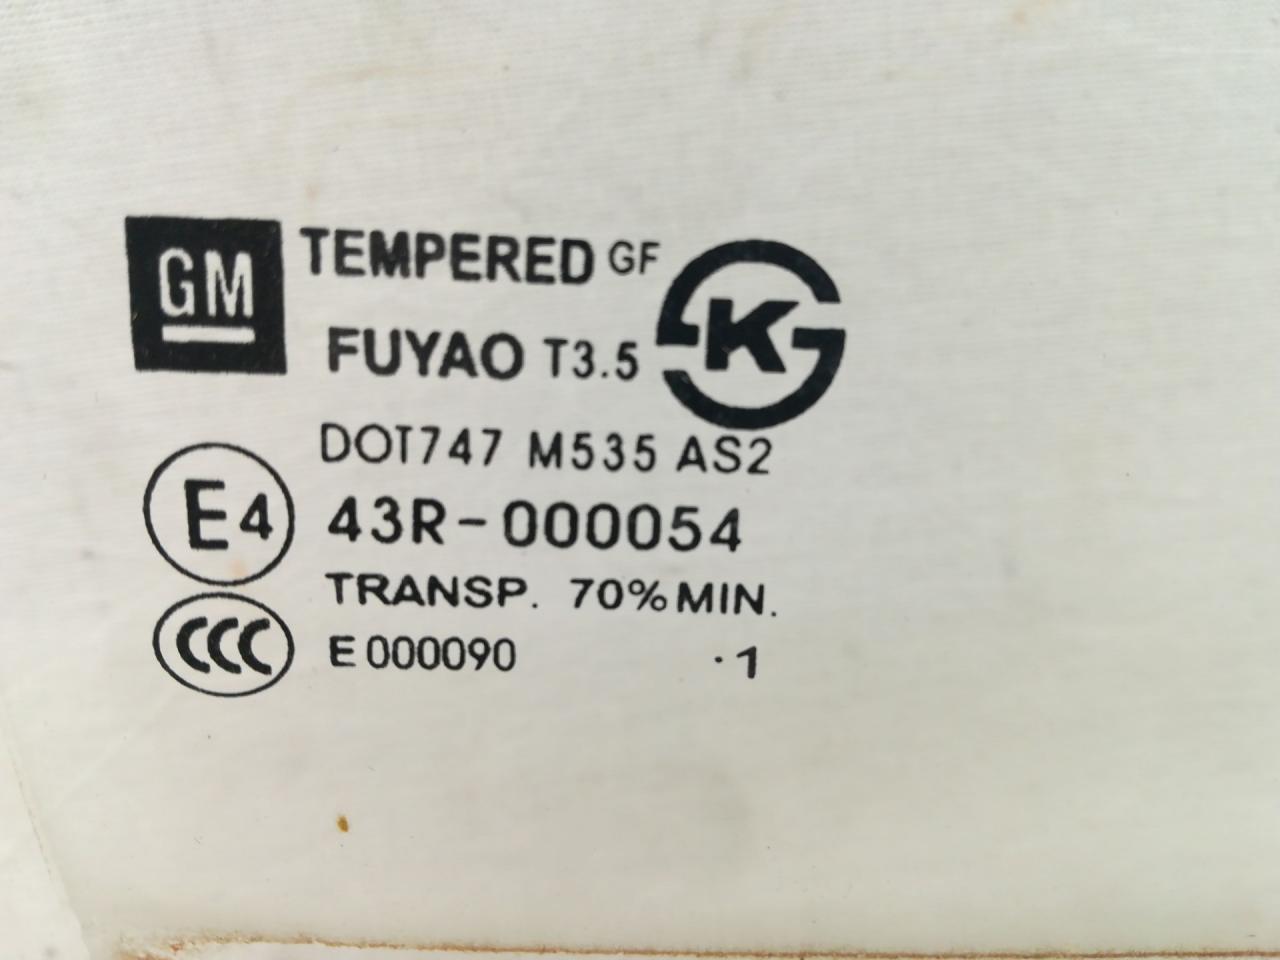 GM TEMPERED GF
FUYAO T3.5 K
DOT747 M535 AS2
E4 43R-000054
TRANSP. 70% MIN.
CCC E000090 .1